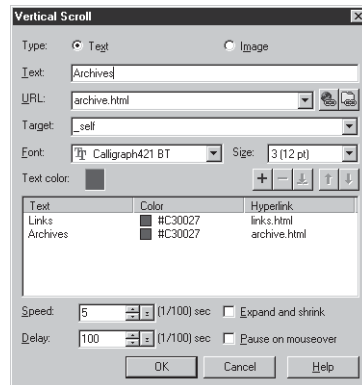 Vertical Scroll
Type: Text Image
Text: Archives
URL: archive.html
Target: _self
Font: Calligraph421 BT Size: 3 (12 pt)
Text color:
Text Color Hyperlink
Links #C30027 links.html
Archives #C30027 archive.html
Speed: 5 (1/100) sec Expand and shrink
Delay: 100 (1/100) sec Pause on mouseover
OK Cancel Help